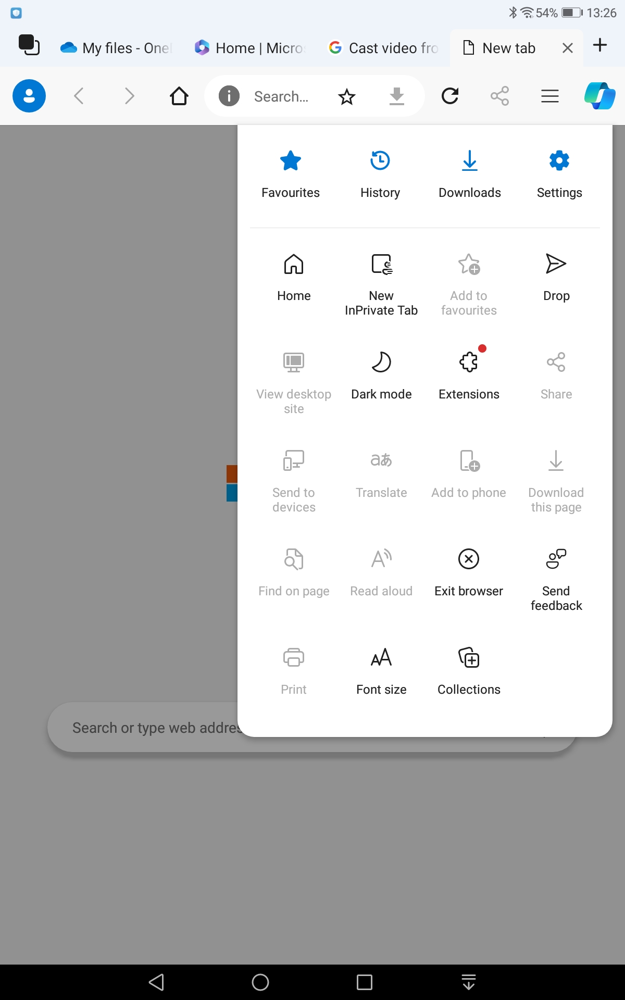 54% 13:26
My files - One
Home | Micro
Cast video fro
New tab
Search...
Favourites
History
Downloads
Settings
Home
New
InPrivate Tab
Add to
favourites
Drop
View desktop
site
Dark mode
Extensions
Share
Send to
devices
aあ
Translate
Add to phone
Download
this page
Find on page
Read aloud
Exit browser
Send
feedback
Print
Font size
Collections
Search or type web addre